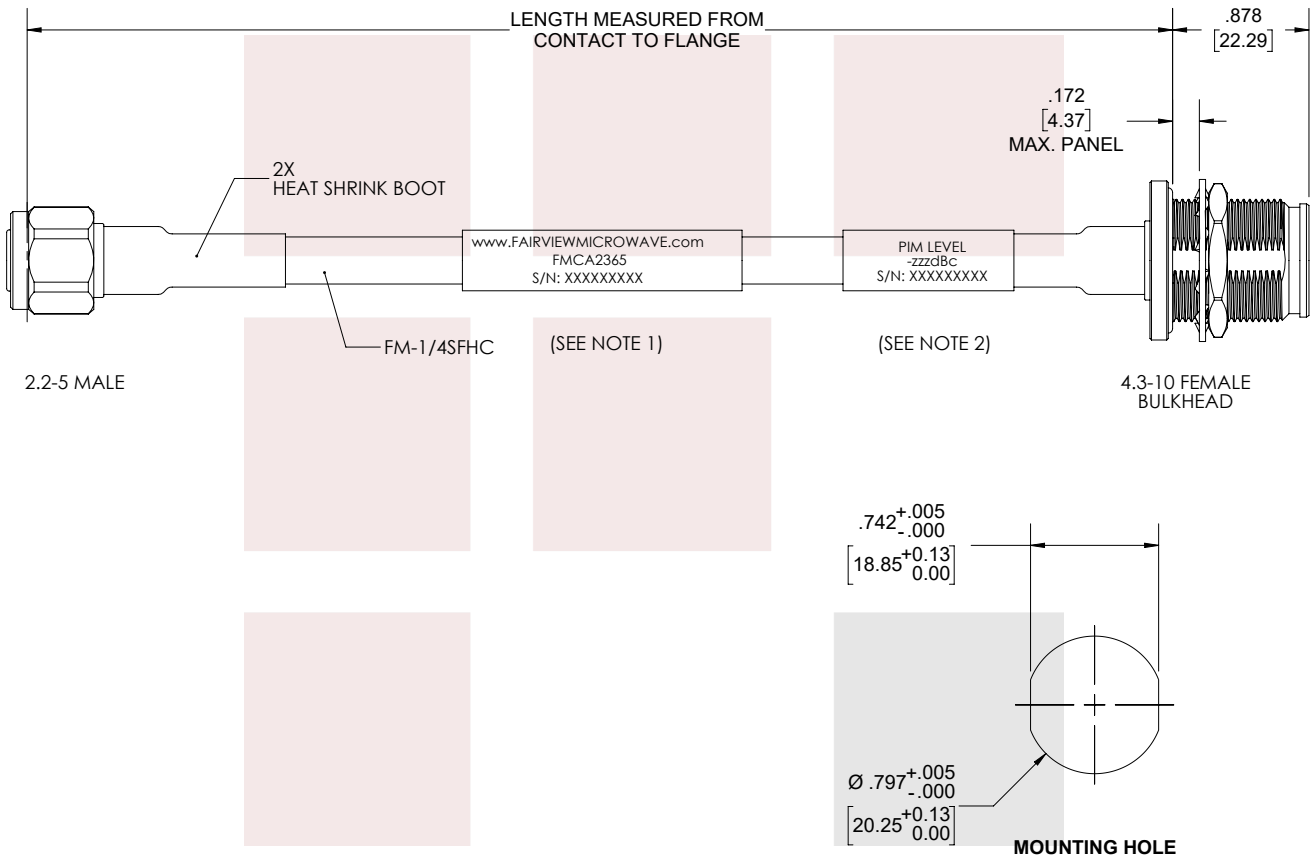 LENGTH MEASURED FROM
CONTACT TO FLANGE
.878
[22.29]
.172
[4.37]
MAX. PANEL
2X
HEAT SHRINK BOOT
www.FAIRVIEWMICROWAVE.com
FMCA2365
S/N: XXXXXXXXX
PIM LEVEL
-zzzdBc
S/N: XXXXXXXXX
FM-1/4SFHC
(SEE NOTE 1)
(SEE NOTE 2)
2.2-5 MALE
4.3-10 FEMALE
BULKHEAD
.742 +.005
-.000
[18.85 +0.13
0.00]
Ø .797 +.005
-.000
[20.25 +0.13
0.00]
MOUNTING HOLE